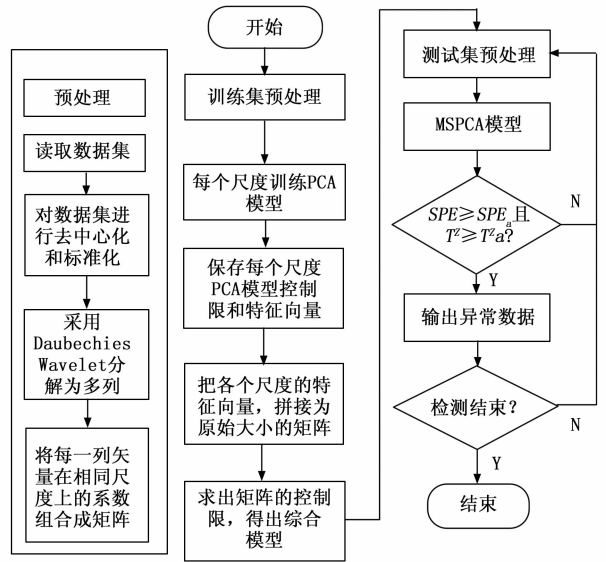 预处理
读取数据集
对数据集进
行去中心化
和标准化
采用
Daubechies
Wavelet分
解为多列
将每一列矢
量在相同尺
度上的系数
组合成矩阵
开始
训练集预处理
每个尺度训练PCA
模型
保存每个尺度
PCA模型控制
限和特征向量
把各个尺度的特
征向量，拼接为
原始大小的矩阵
求出矩阵的控制
限，得出综合
模型
测试集预处理
MSPCA模型
SPE≥SPEa且
T²≥T²a?
N
Y
输出异常数据
检测结束?
N
Y
结束